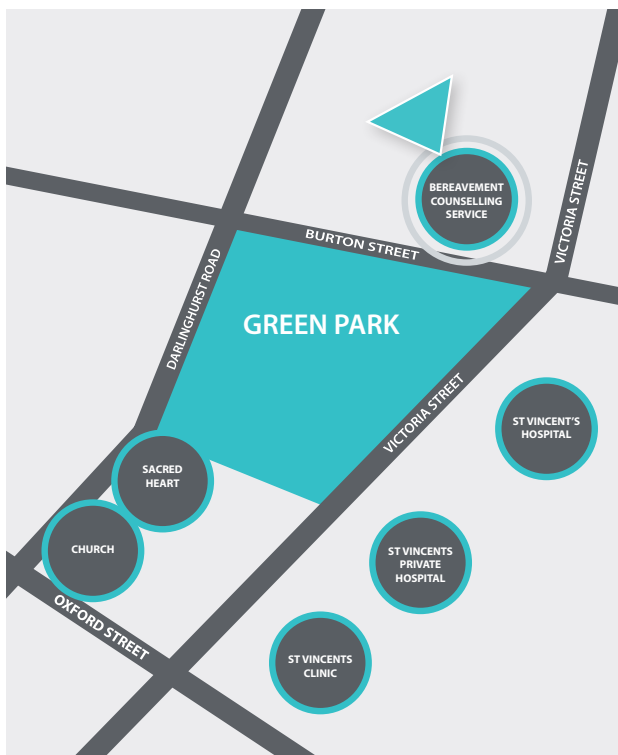 BEREAVEMENT
COUNSELLING
SERVICE
VICTORIA STREET
BURTON STREET
DARLINGHURST ROAD
GREEN PARK
VICTORIA STREET
ST VINCENT'S
HOSPITAL
SACRED
HEART
CHURCH
ST VINCENTS
PRIVATE
HOSPITAL
OXFORD STREET
ST VINCENTS
CLINIC